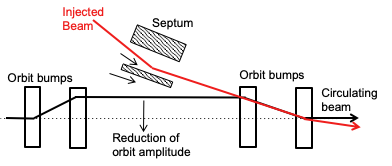 Injected
Beam
Septum
Orbit bumps
Orbit bumps
Circulating
beam
Reduction of
orbit amplitude